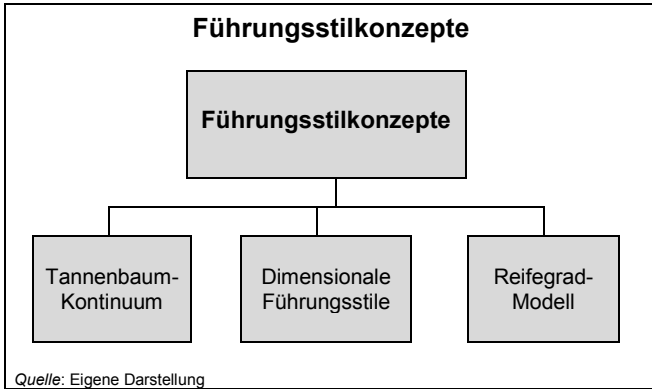 Führungsstilkonzepte
Führungsstilkonzepte
Tannenbaum-
Kontinuum
Dimensionale
Führungsstile
Reifegrad-
Modell
Quelle: Eigene Darstellung